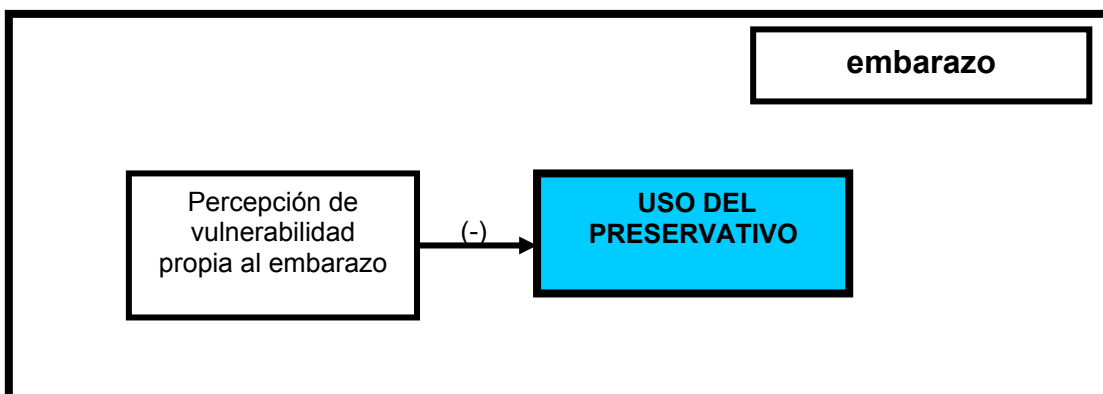 embarazo
Percepción de
vulnerabilidad
propia al embarazo
(-)
USO DEL
PRESERVATIVO